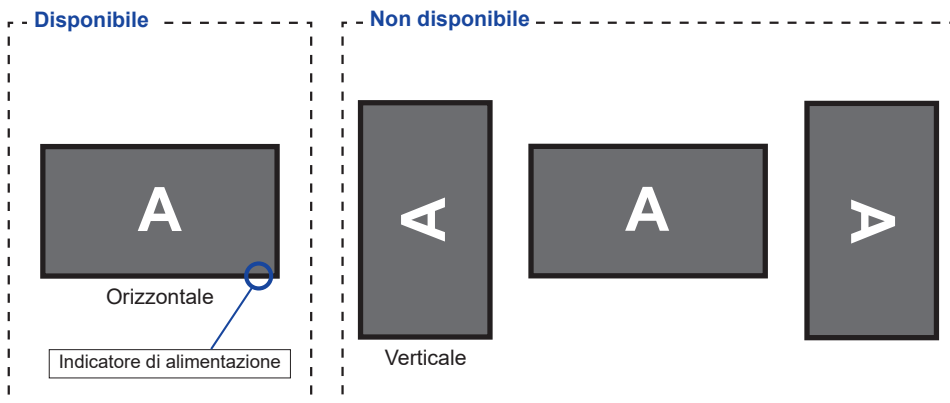 Disponibile
Non disponibile
A
A
A
A
Orizzontale
Indicatore di alimentazione
Verticale